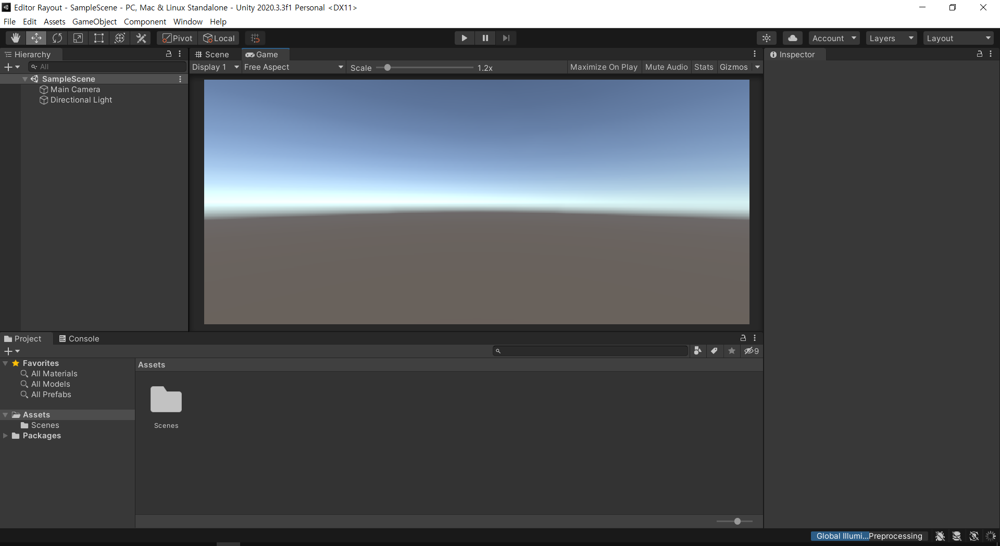 Editor Rayout - SampleScene - PC, Mac & Linux Standalone - Unity 2020.3.3f1 Personal <DX11>
File Edit Assets GameObject Component Window Help
Pivot Local Account Layers Layout
Hierarchy Scene Game Inspector
All Display 1 Free Aspect Scale 1.2x Maximize On Play Mute Audio Stats Gizmos
SampleScene
Main Camera
Directional Light
Project Console
9
Favorites Assets
All Materials
All Models
All Prefabs
Assets
Scenes Scenes
Packages
Global Illumi...Preprocessing